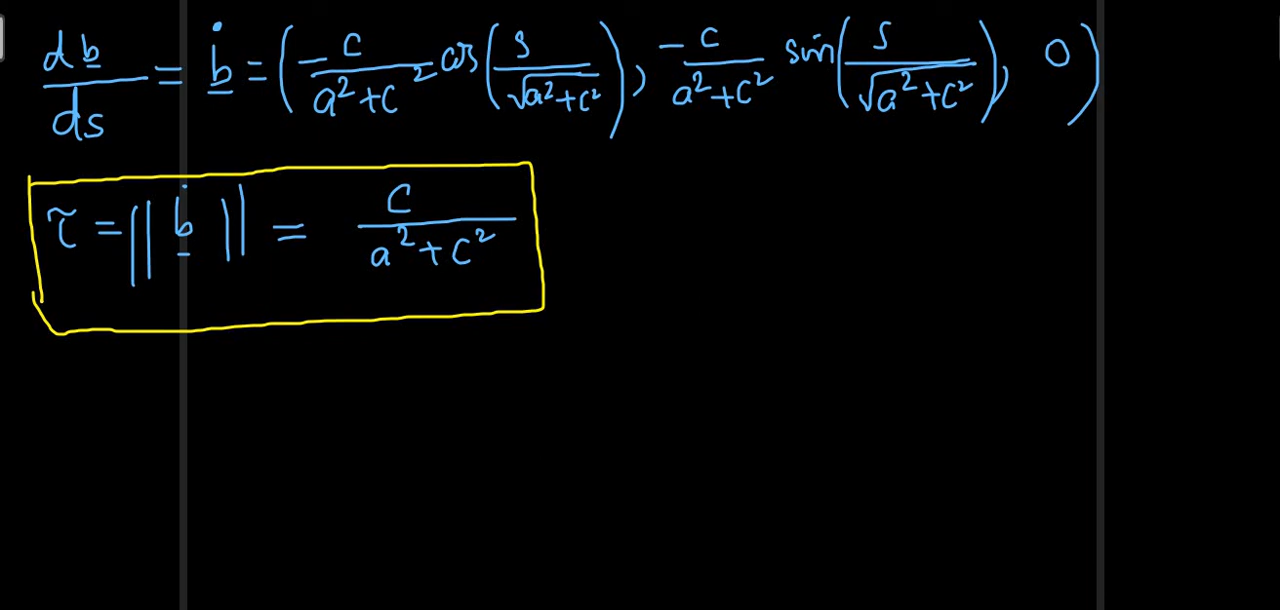 db/ds = ḃ = (-c/(a²+c²) cos(s/√(a²+c²)), -c/(a²+c²) sin(s/√(a²+c²)), 0)
τ = ||ḃ|| = c/(a²+c²)